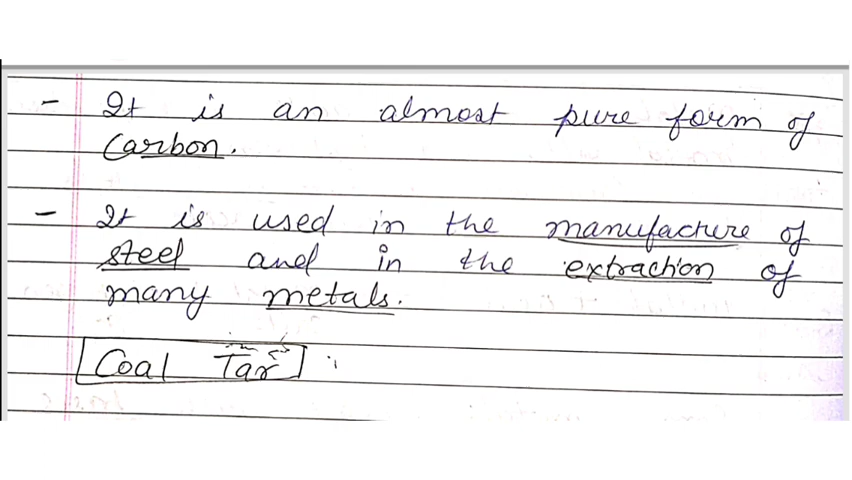 - It is an almost pure form of
Carbon.
- It is used in the manufacture of
steel and in the extraction of
many metals.
Coal Tar :